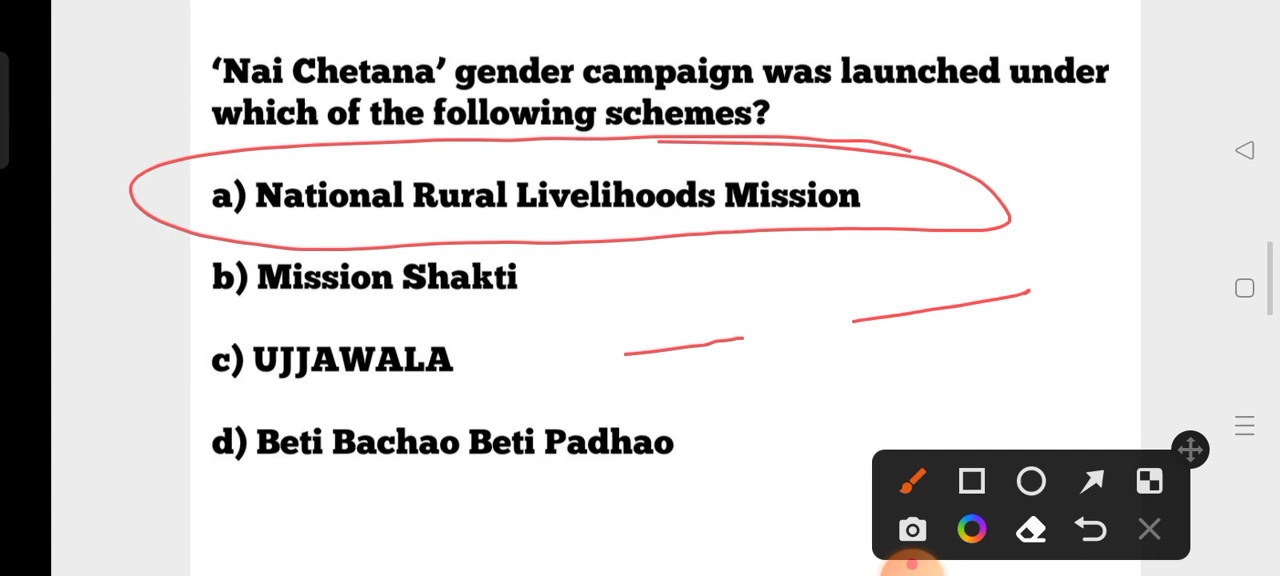 ‘Nai Chetana’ gender campaign was launched under
which of the following schemes?
a) National Rural Livelihoods Mission
b) Mission Shakti
c) UJJAWALA
d) Beti Bachao Beti Padhao